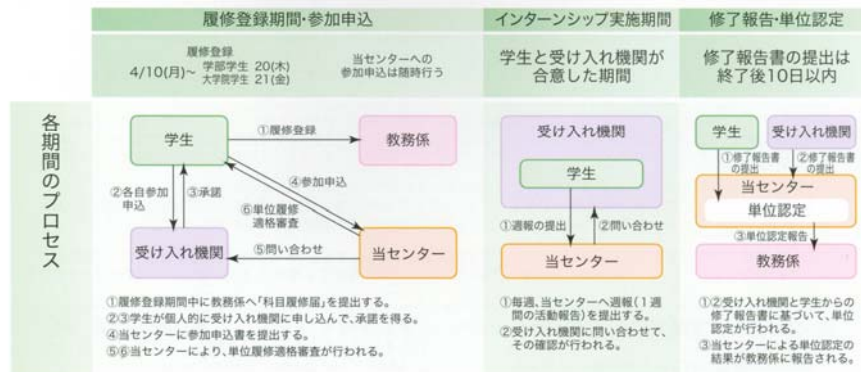 履修登録期間・参加申込
インターンシップ実施期間
修了報告・単位認定
履修登録
4/10(月)～ 学部学生 20(木)
大学院学生 21(金)
当センターへの
参加申込は随時行う
学生と受け入れ機関が
合意した期間
修了報告書の提出は
終了後10日以内
各期間のプロセス
学生
①履修登録
教務係
②各自参加
申込
③承諾
④参加申込
⑥単位履修
適格審査
受け入れ機関
⑤問い合わせ
当センター
①履修登録期間中に教務係へ「科目履修届」を提出する。
②③学生が個人的に受け入れ機関に申し込んで、承諾を得る。
④当センターに参加申込書を提出する。
⑤⑥当センターにより、単位履修適格審査が行われる。
受け入れ機関
学生
①週報の提出
②問い合わせ
当センター
①毎週、当センターへ週報(1週
間の活動報告)を提出する。
②受け入れ機関に問い合わせて、
その確認が行われる。
学生
受け入れ機関
①修了報告書
の提出
②修了報告書
の提出
当センター
単位認定
③単位認定報告
教務係
①②受け入れ機関と学生からの
修了報告書に基づいて、単位
認定が行われる。
③当センターによる単位認定の
結果が教務係に報告される。